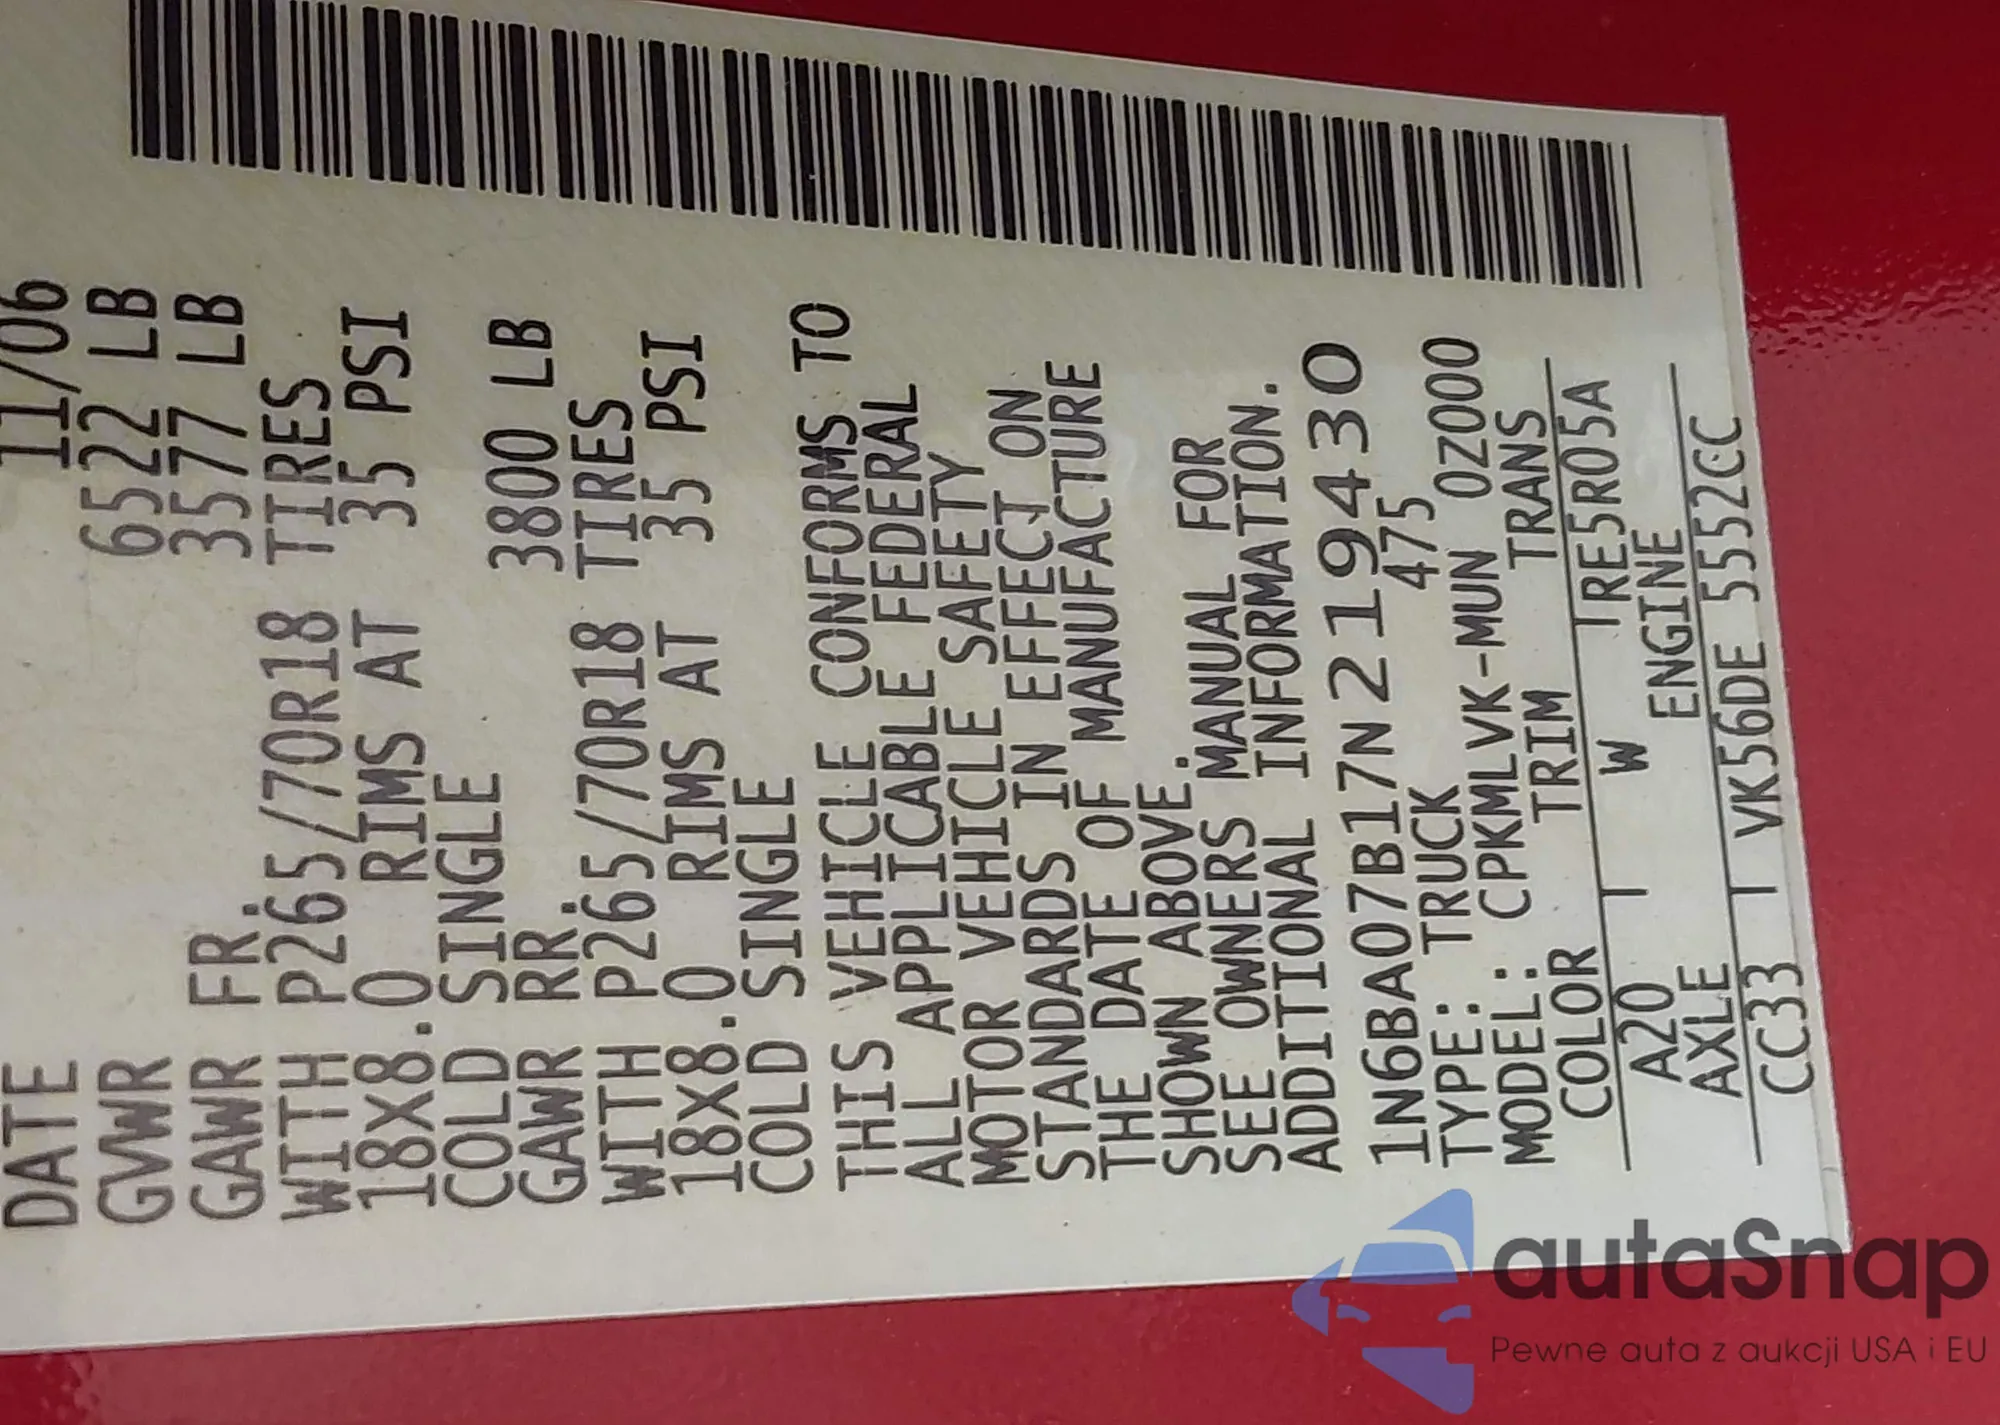 DATE 11/06
GVWR 6522 LB
GAWR FR. 3577 LB
WITH P265/70R18 TIRES
18X8.0 RIMS AT 35 PSI
COLD SINGLE
GAWR RR. 3800 LB
WITH P265/70R18 TIRES
18X8.0 RIMS AT 35 PSI
COLD SINGLE
THIS VEHICLE CONFORMS TO
ALL APPLICABLE FEDERAL
MOTOR VEHICLE SAFETY
STANDARDS IN EFFECT ON
THE DATE OF MANUFACTURE
SHOWN ABOVE.
SEE OWNERS MANUAL FOR
ADDITIONAL INFORMATION.
1N6BA07B17N219430
TYPE: TRUCK 475
MODEL: CPKMLVK-MUN 0Z000
COLOR TRIM TRANS
A20 W RE5R05A
AXLE ENGINE
CC33 VK56DE 5552CC
autaSnap
Pewne auta z aukcji USA i EU